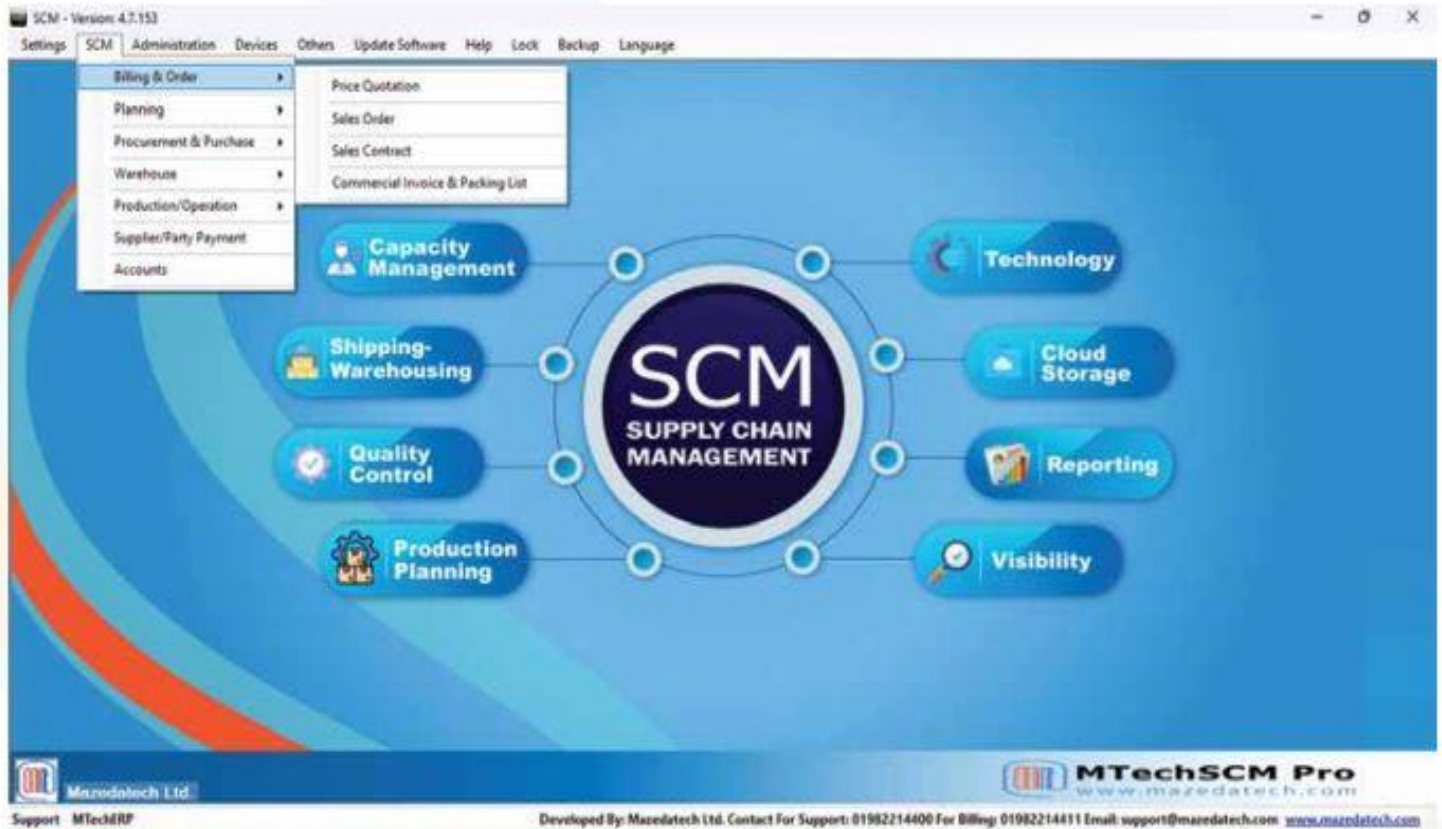 SCM - Version: 4.7.153
Settings SCM Administration Devices Others Update Software Help Lock Backup Language
Billing & Order
Planning
Procurement & Purchase
Warehouse
Production/Operation
Supplier/Party Payment
Accounts
Price Quotation
Sales Order
Sales Contract
Commercial Invoice & Packing List
Capacity
Management
Shipping-
Warehousing
Quality
Control
Production
Planning
SCM
SUPPLY CHAIN
MANAGEMENT
Technology
Cloud
Storage
Reporting
Visibility
Mazedatech Ltd.
MTechSCM Pro
www.mazedatech.com
Support MTechERP
Developed By: Mazedatech Ltd. Contact For Support: 01982214400 For Billing: 01982214411 Email: support@mazedatech.com www.mazedatech.com